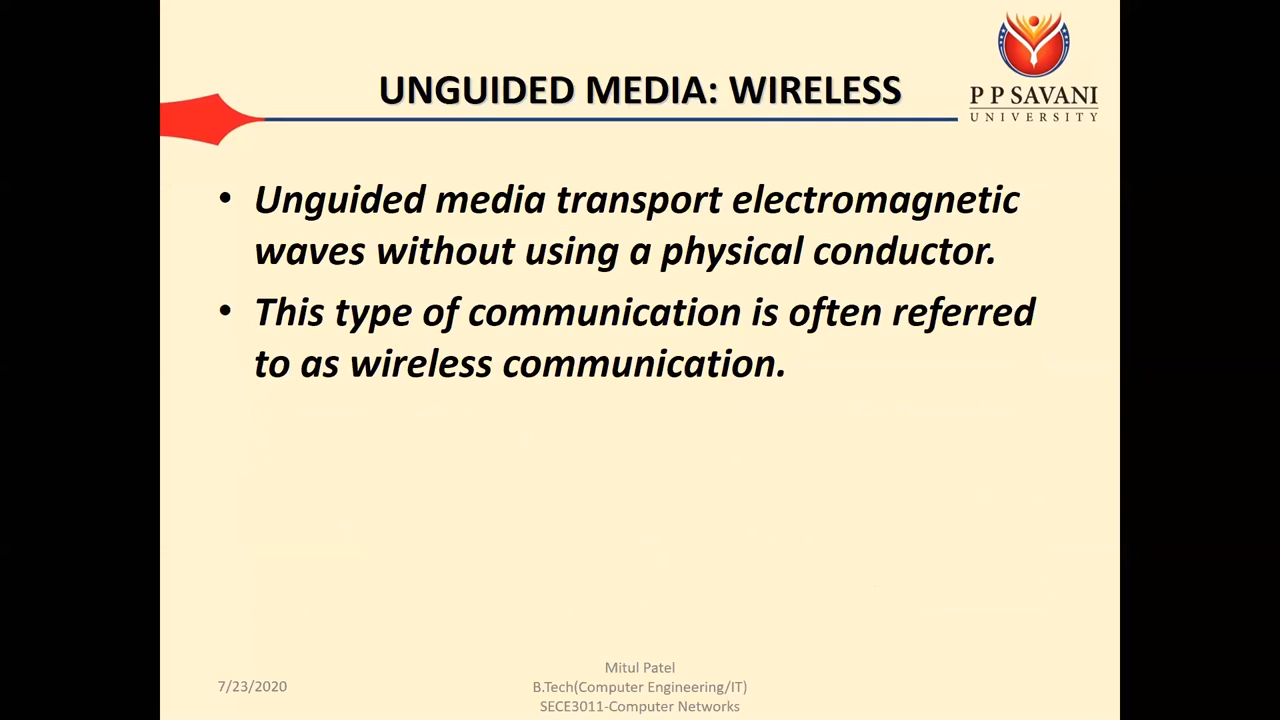 UNGUIDED MEDIA: WIRELESS
P P SAVANI
UNIVERSITY
• Unguided media transport electromagnetic
waves without using a physical conductor.
• This type of communication is often referred
to as wireless communication.
7/23/2020
Mitul Patel
B.Tech(Computer Engineering/IT)
SECE3011-Computer Networks